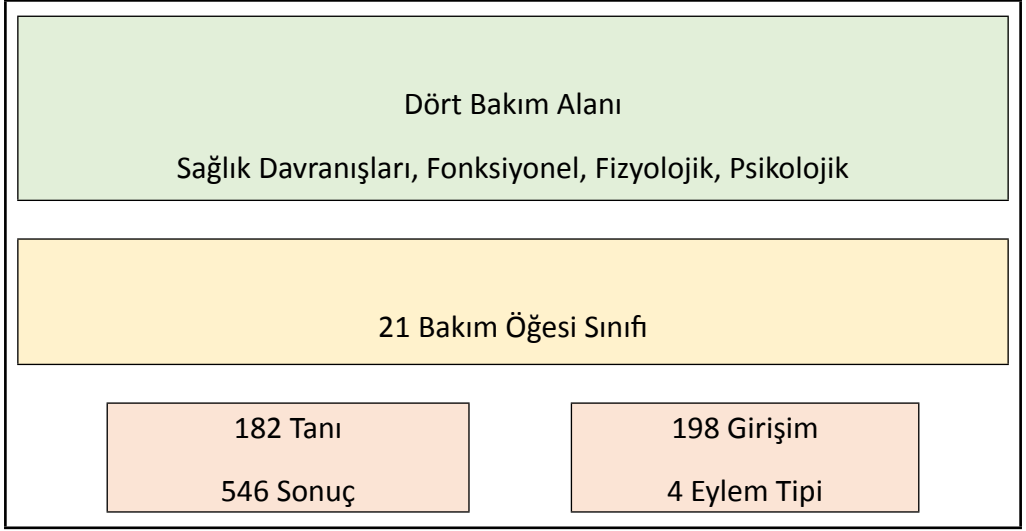 Dört Bakım Alanı
Sağlık Davranışları, Fonksiyonel, Fizyolojik, Psikolojik
21 Bakım Öğesi Sınıfı
182 Tanı
546 Sonuç
198 Girişim
4 Eylem Tipi